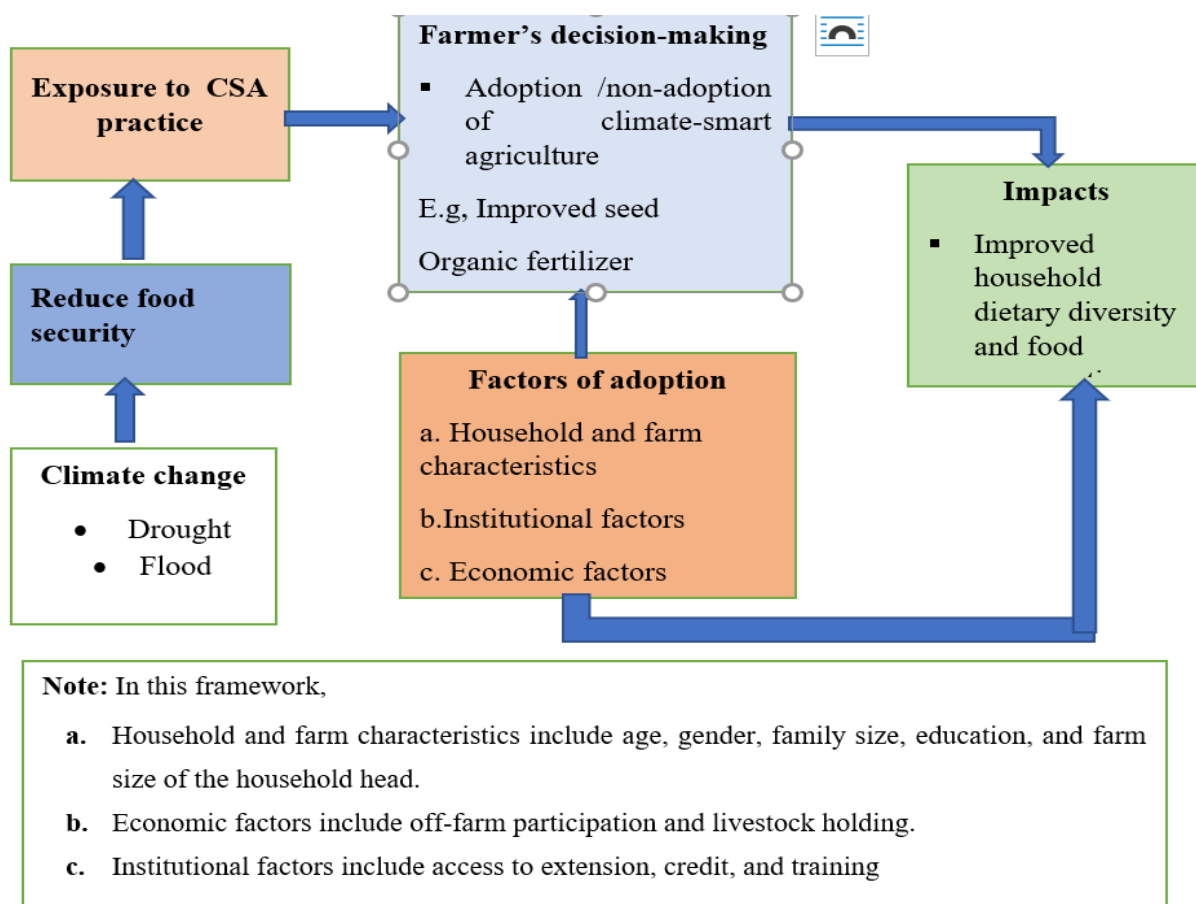 Exposure to CSA
practice
Reduce food
security
Climate change
● Drought
● Flood
Farmer’s decision-making
▪ Adoption /non-adoption
of climate-smart
agriculture
E.g, Improved seed
Organic fertilizer
Factors of adoption
a. Household and farm
characteristics
b.Institutional factors
c. Economic factors
Impacts
▪ Improved
household
dietary diversity
and food
Note: In this framework,
a. Household and farm characteristics include age, gender, family size, education, and farm
size of the household head.
b. Economic factors include off-farm participation and livestock holding.
c. Institutional factors include access to extension, credit, and training